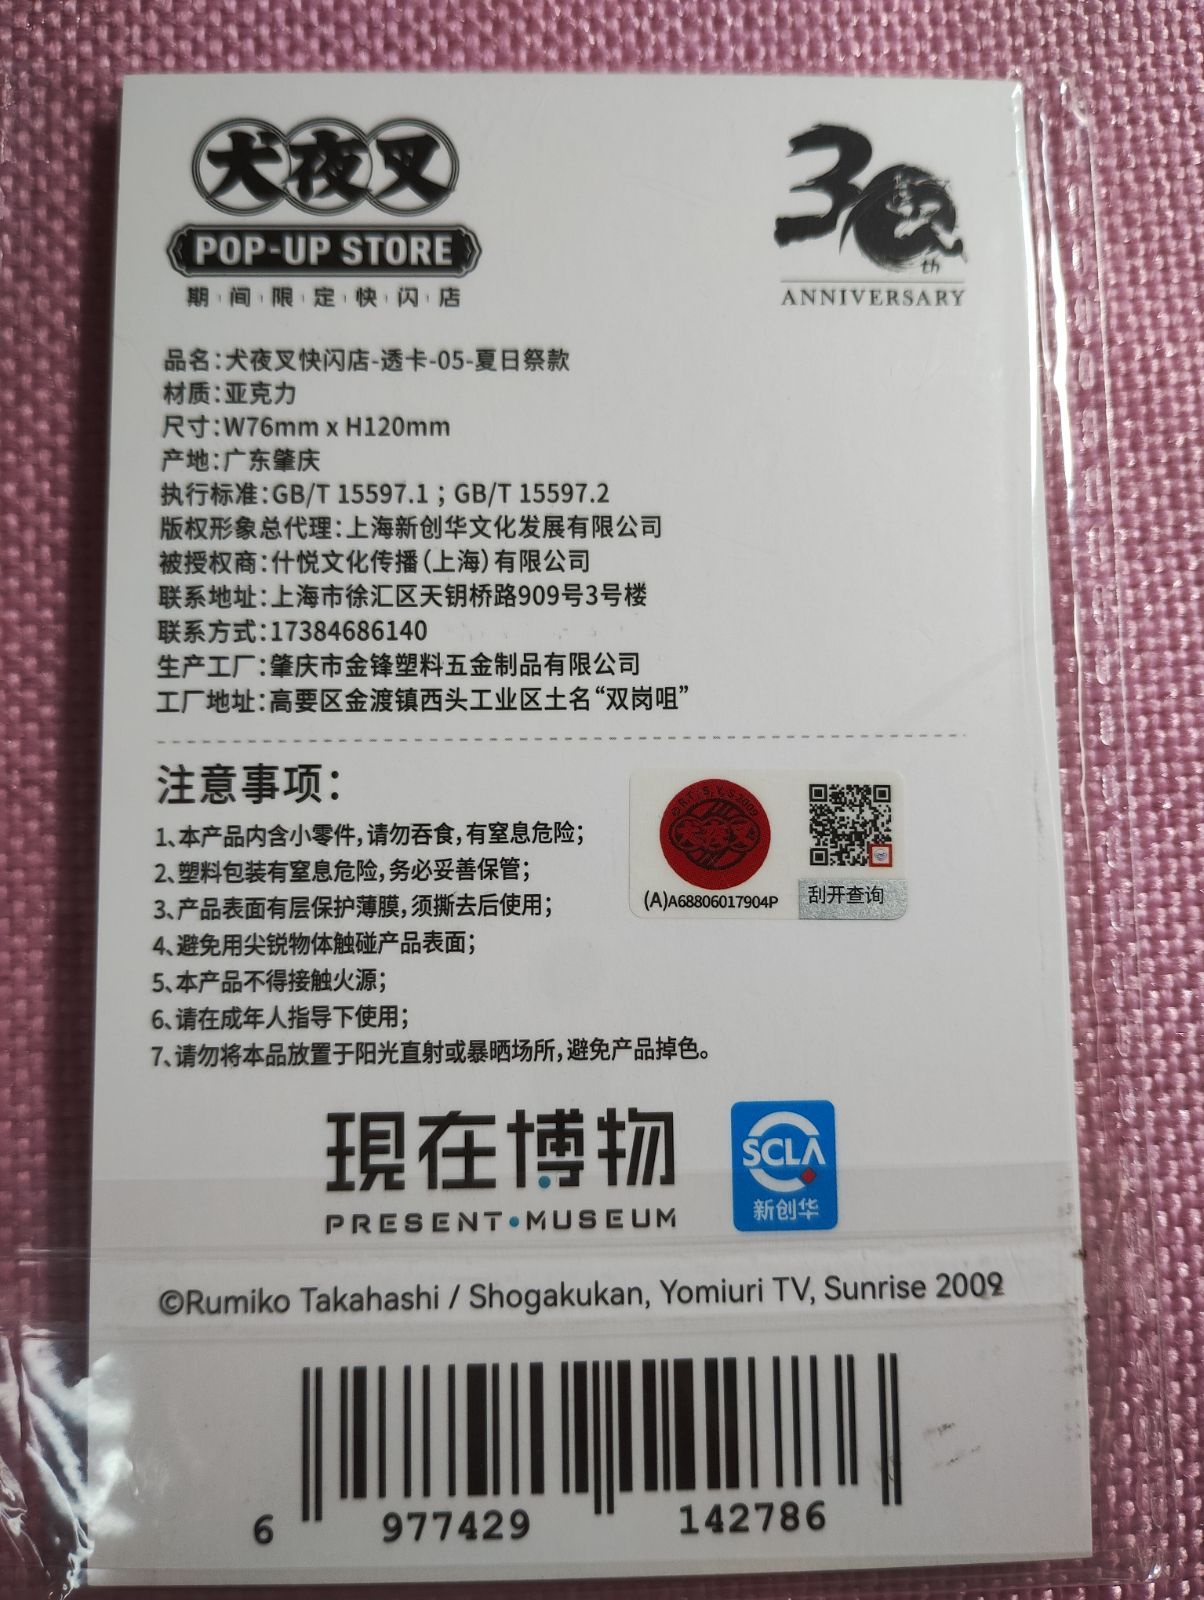 犬夜叉
POP-UP STORE
期间限定快闪店
30th
ANNIVERSARY
品名：犬夜叉快闪店-透卡-05-夏日祭款
材质：亚克力
尺寸：W76mm x H120mm
产地：广东肇庆
执行标准：GB/T 15597.1；GB/T 15597.2
版权形象总代理：上海新创华文化发展有限公司
被授权商：什悦文化传播（上海）有限公司
联系地址：上海市徐汇区天钥桥路909号3号楼
联系方式：17384686140
生产工厂：肇庆市金锋塑料五金制品有限公司
工厂地址：高要区金渡镇西头工业区土名“双岗咀”
注意事项：
1、本产品内含小零件，请勿吞食，有窒息危险；
2、塑料包装有窒息危险，务必妥善保管；
3、产品表面有层保护薄膜，须撕去后使用；
4、避免用尖锐物体触碰产品表面；
5、本产品不得接触火源；
6、请在成年人指导下使用；
7、请勿将本品放置于阳光直射或暴晒场所，避免产品掉色。
©R.T.,S,Y,S 2009
犬夜叉
(A)A68806017904P
刮开查询
現在博物
PRESENT·MUSEUM
SCLA
新创华
©Rumiko Takahashi / Shogakukan, Yomiuri TV, Sunrise 2009
6 977429 142786